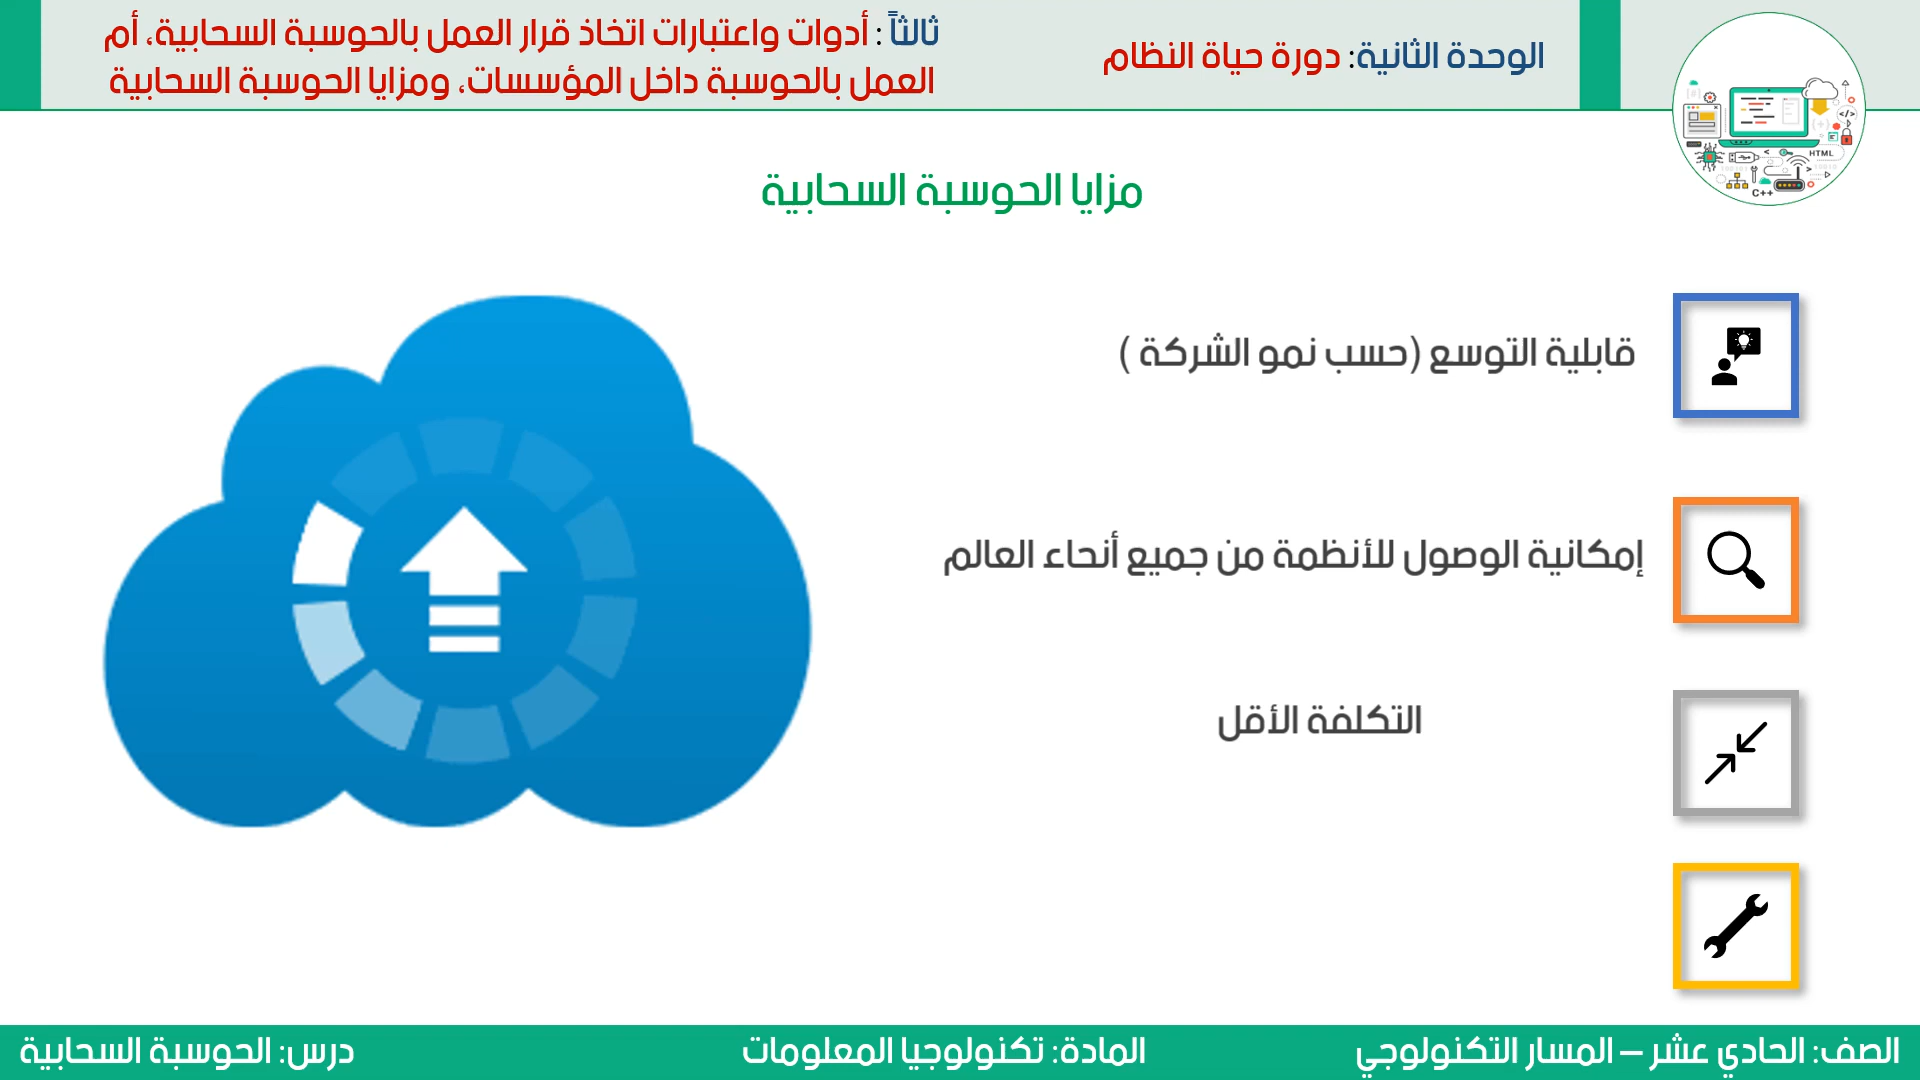 الوحدة الثانية: دورة حياة النظام
ثالثاً : أدوات واعتبارات اتخاذ قرار العمل بالحوسبة السحابية، أم
العمل بالحوسبة داخل المؤسسات، ومزايا الحوسبة السحابية
</>
HTML
C++
مزايا الحوسبة السحابية
قابلية التوسع (حسب نمو الشركة )
إمكانية الوصول للأنظمة من جميع أنحاء العالم
التكلفة الأقل
الصف: الحادي عشر – المسار التكنولوجي
المادة: تكنولوجيا المعلومات
درس: الحوسبة السحابية